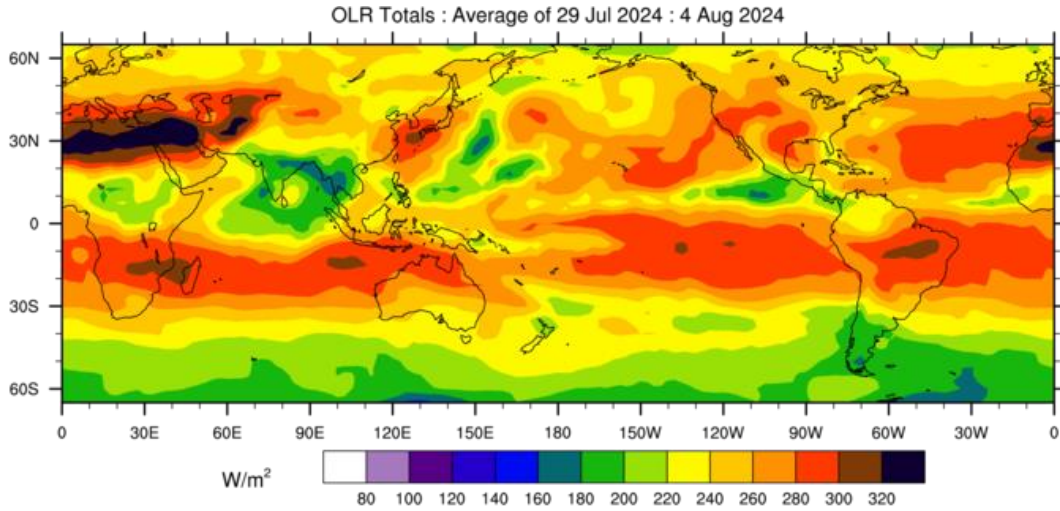 OLR Totals : Average of 29 Jul 2024 : 4 Aug 2024
60N
30N
0
30S
60S
0 30E 60E 90E 120E 150E 180 150W 120W 90W 60W 30W 0
W/m²
80 100 120 140 160 180 200 220 240 260 280 300 320